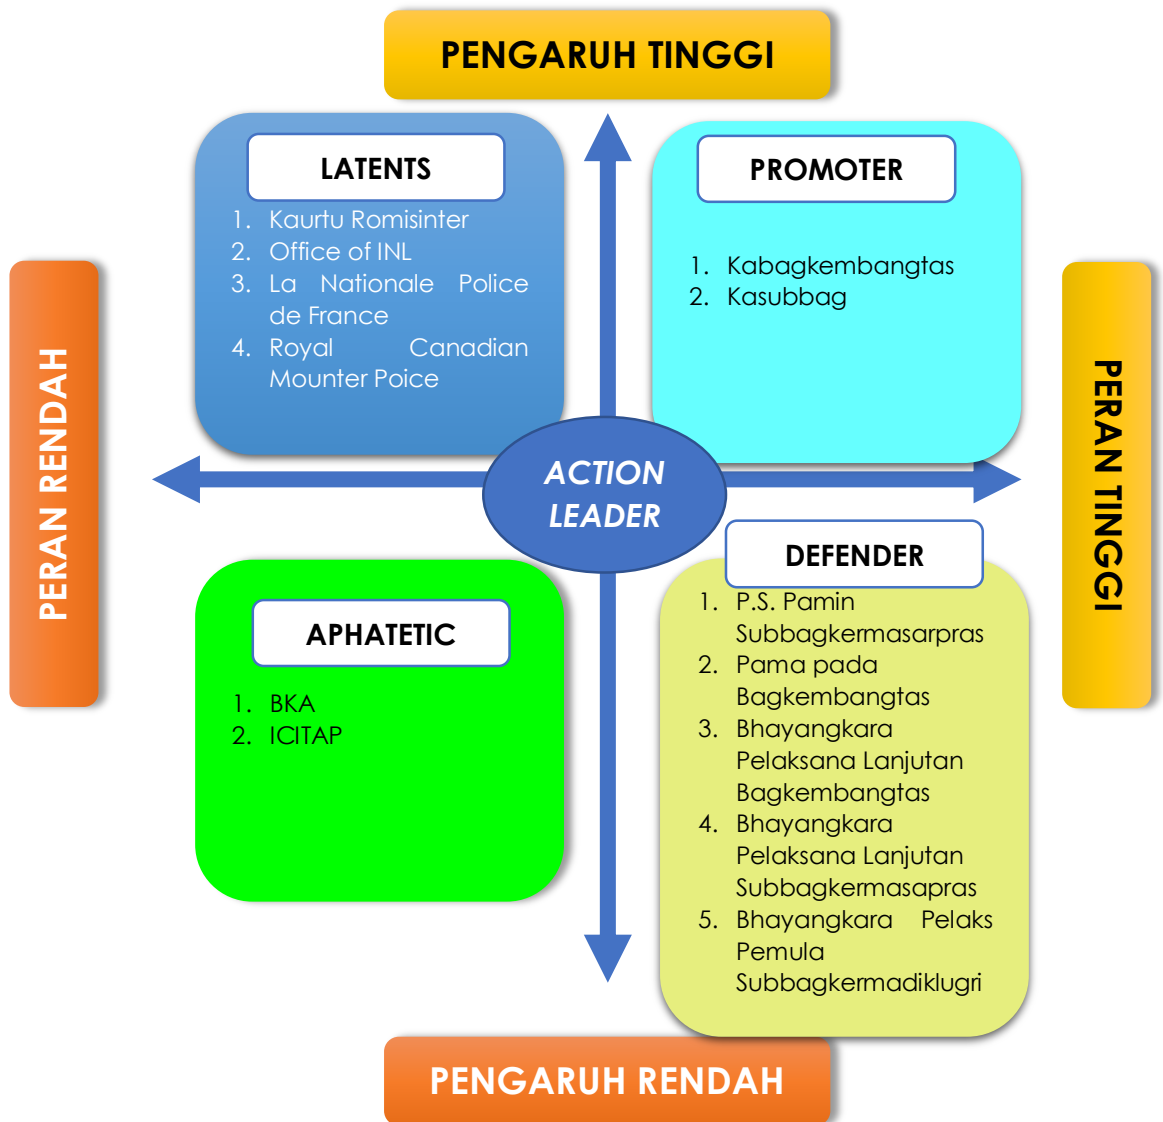 PENGARUH TINGGI
LATENTS
1. Kaurtu Romisinter
2. Office of INL
3. La Nationale Police
de France
4. Royal Canadian
Mounter Poice
PROMOTER
1. Kabagkembangtas
2. Kasubbag
PERAN RENDAH
ACTION
LEADER
PERAN TINGGI
APHATETIC
1. BKA
2. ICITAP
DEFENDER
1. P.S. Pamin
Subbagkermasarpras
2. Pama pada
Bagkembangtas
3. Bhayangkara
Pelaksana Lanjutan
Bagkembangtas
4. Bhayangkara
Pelaksana Lanjutan
Subbagkermasapras
5. Bhayangkara Pelaks
Pemula
Subbagkermadiklugri
PENGARUH RENDAH